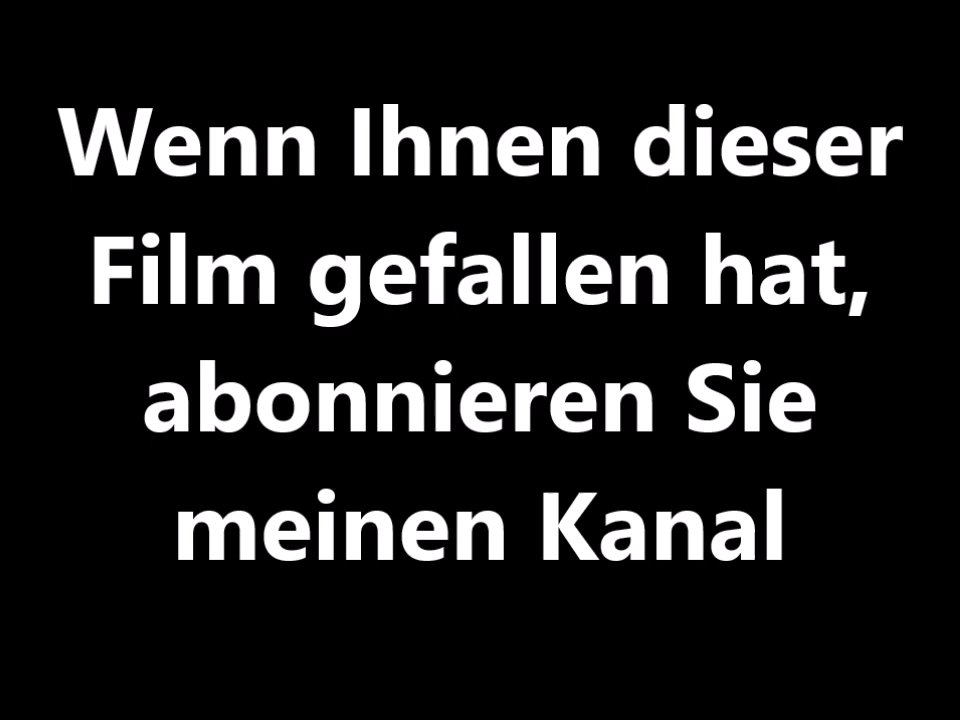 Wenn Ihnen dieser
Film gefallen hat,
abonnieren Sie
meinen Kanal